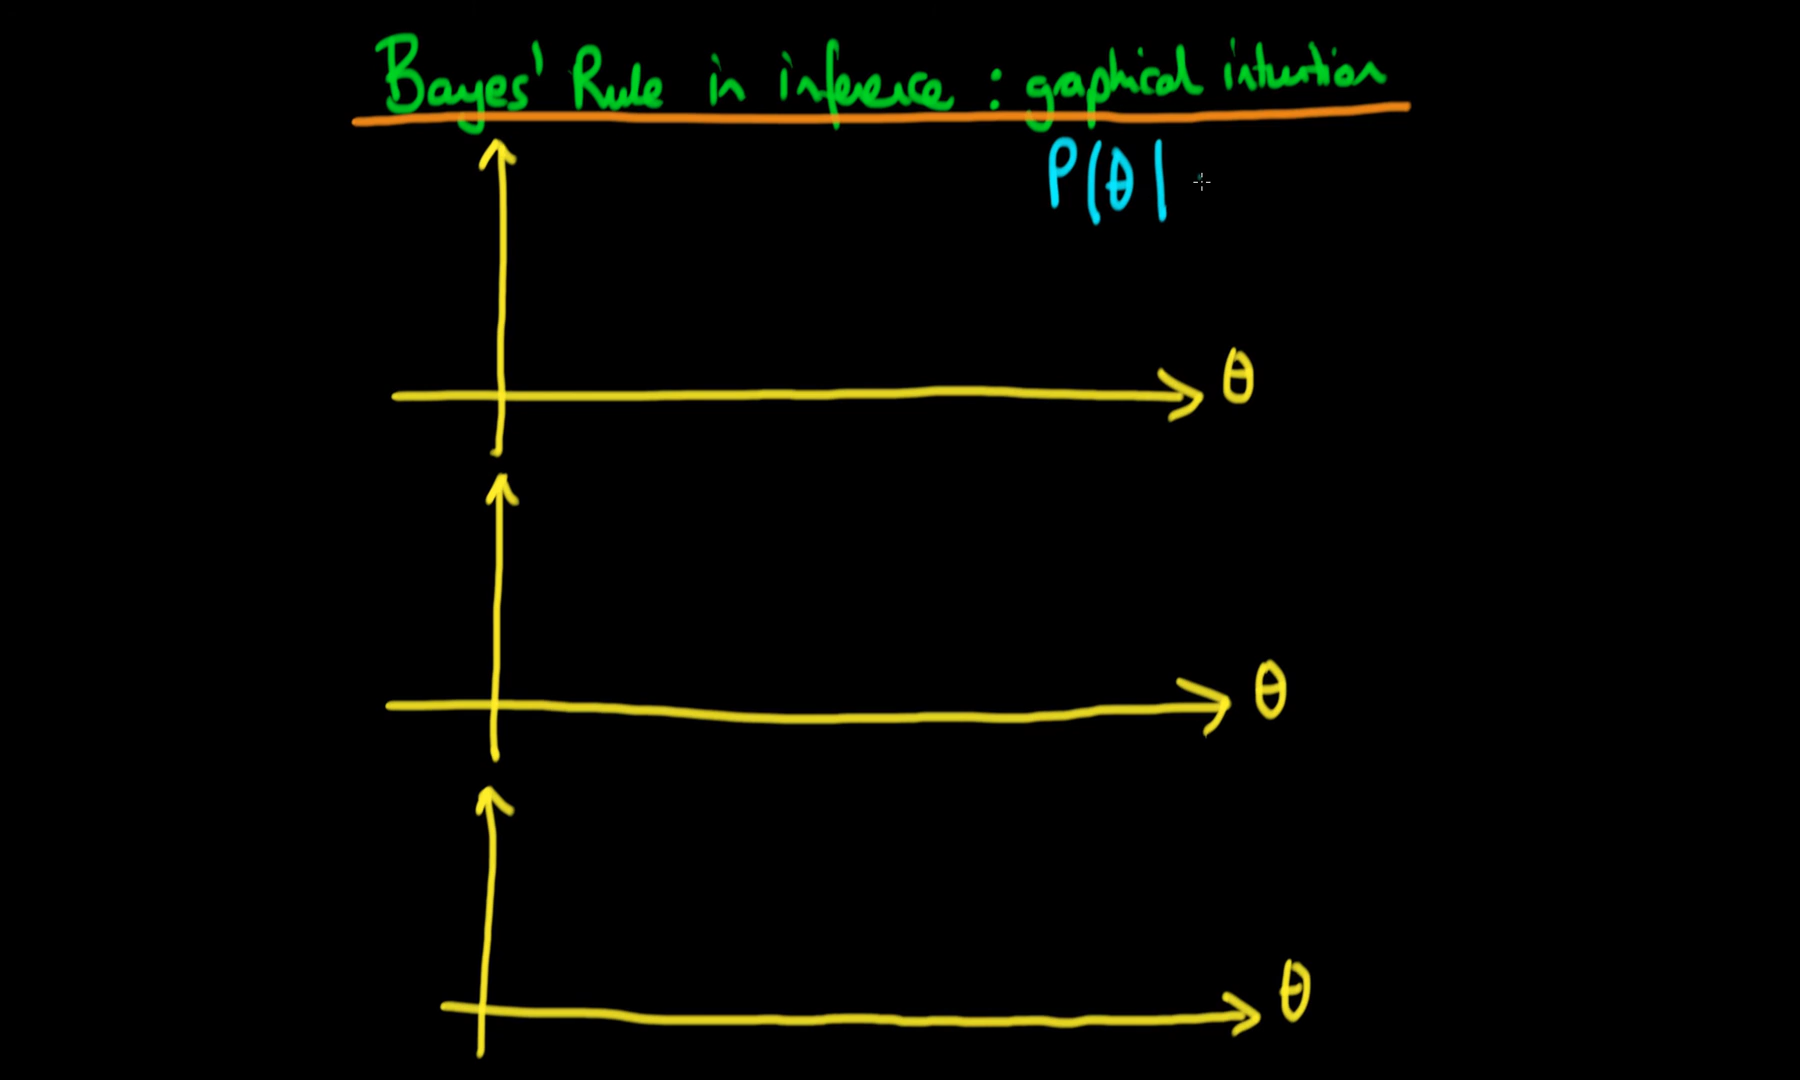 Bayes' Rule in inference : graphical intuition
P(θ|
θ
θ
θ